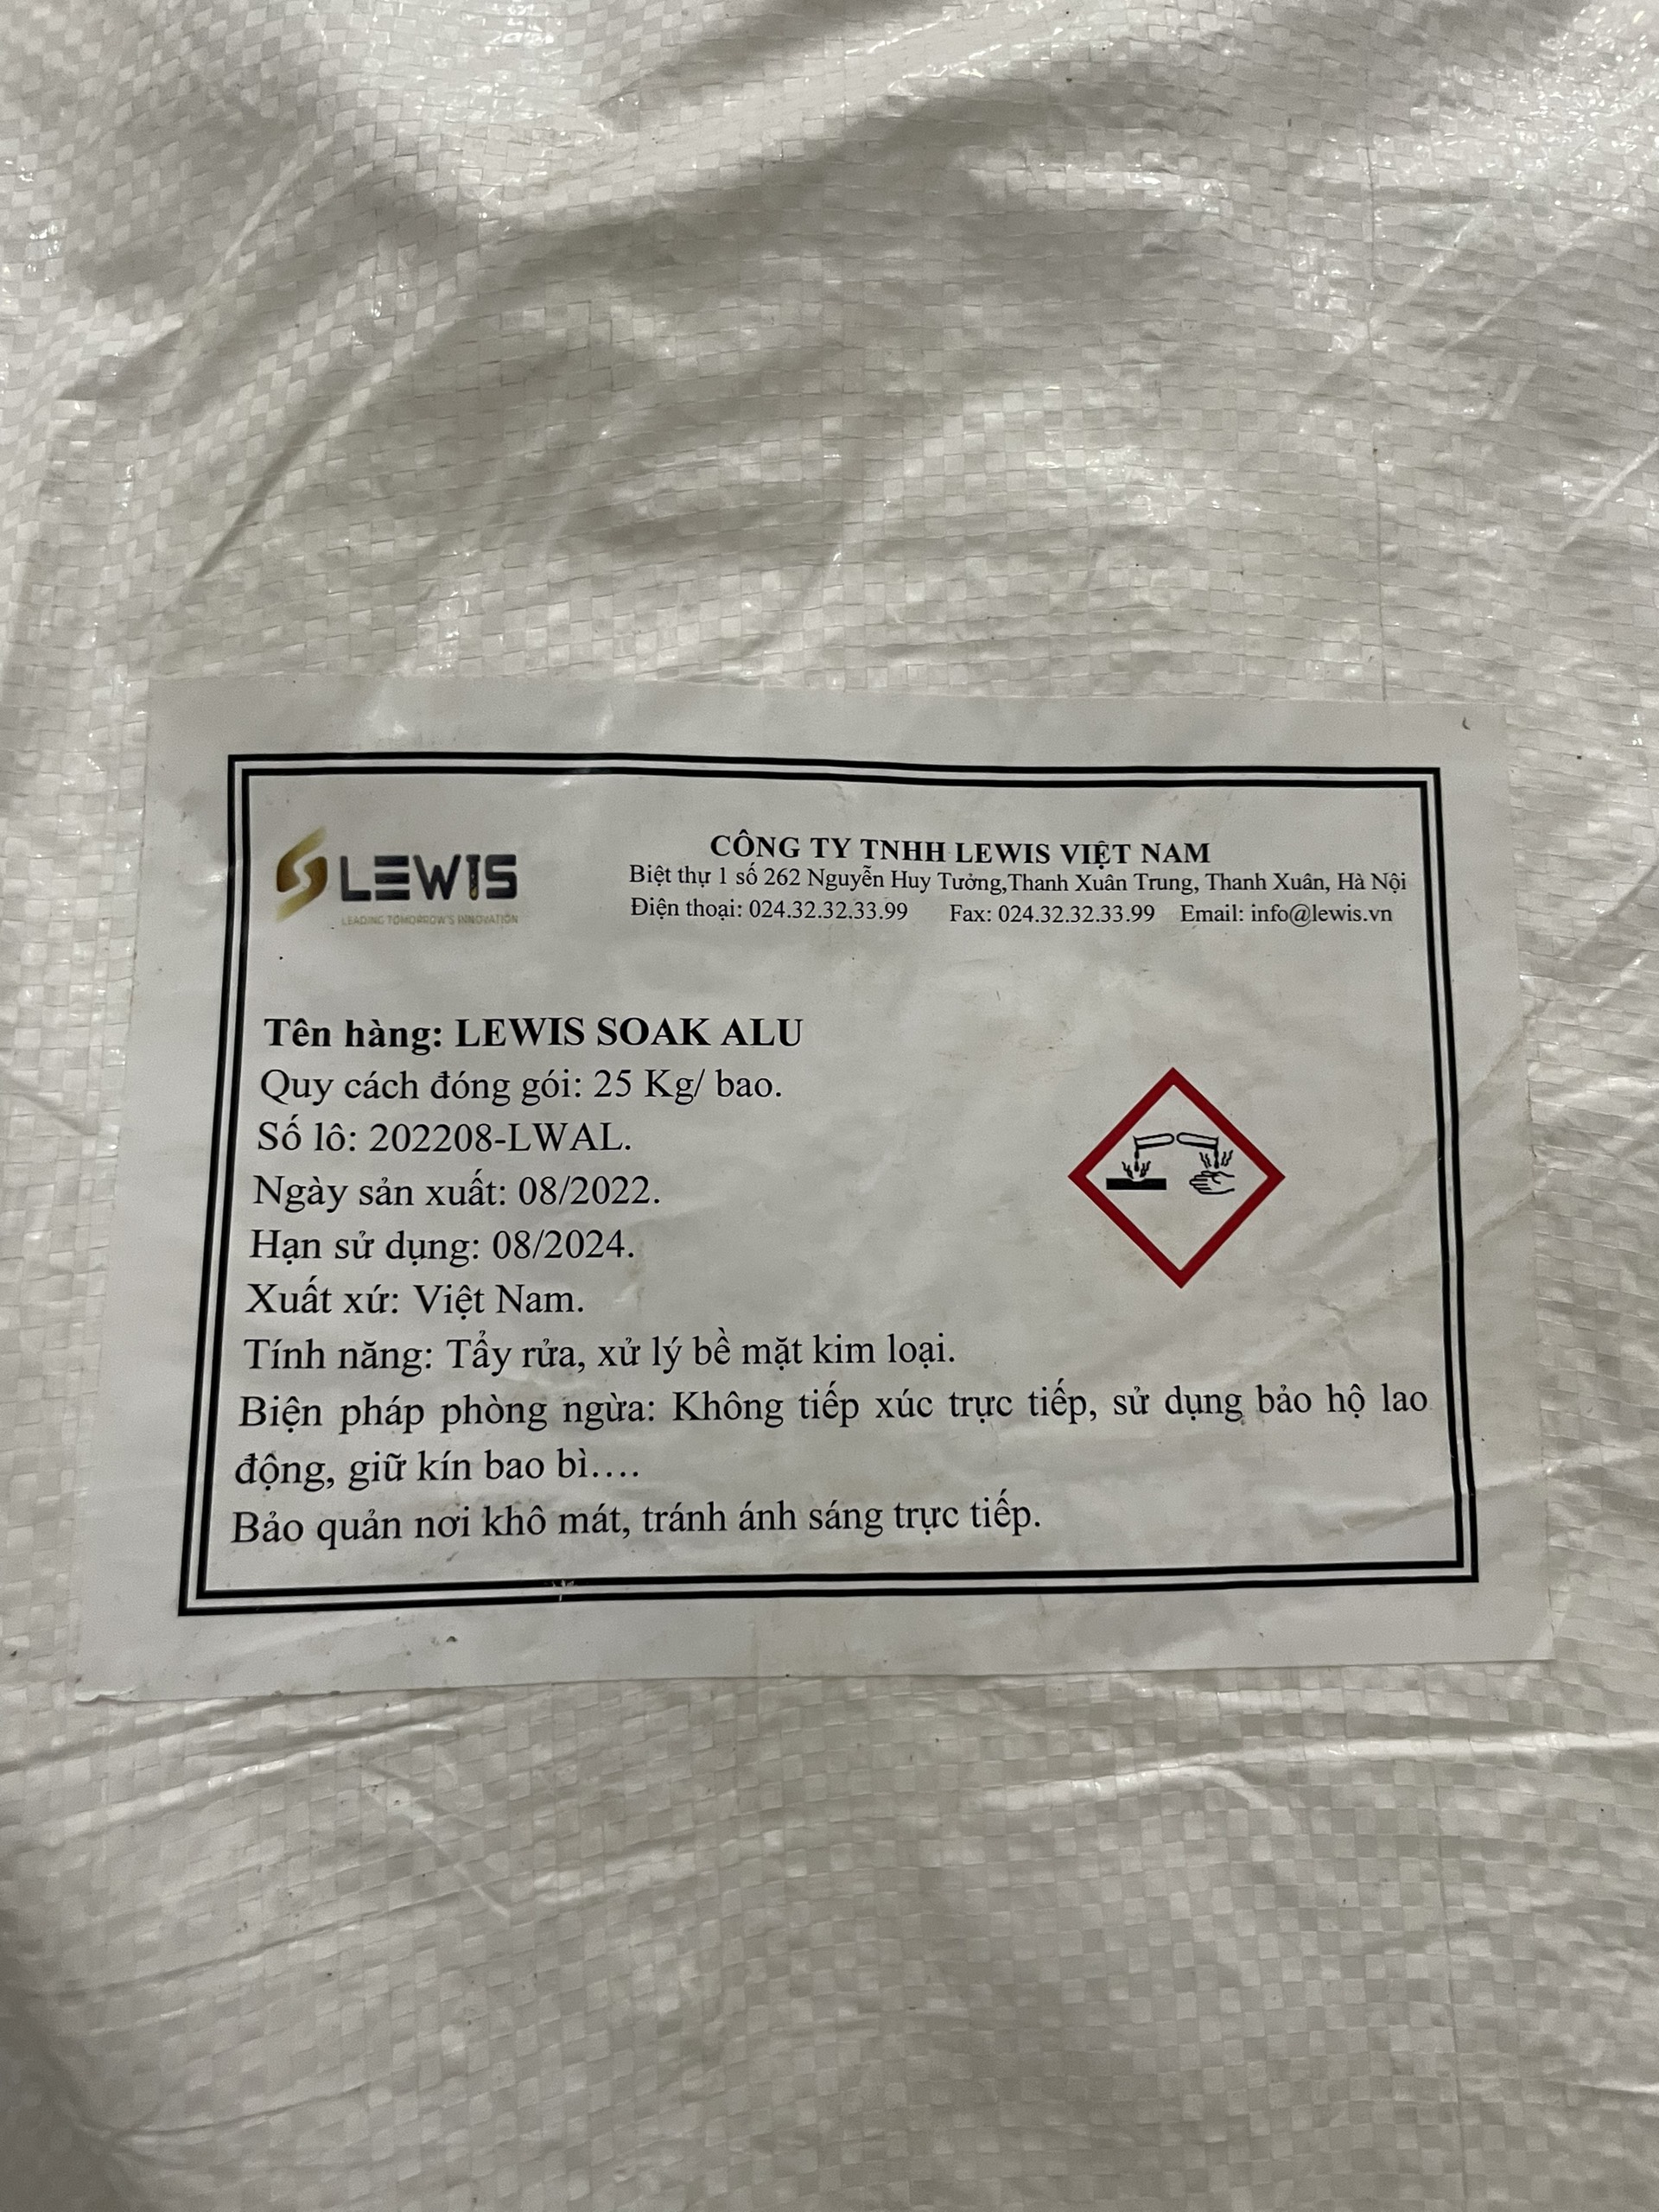 LEWIS
LEADING TOMORROW'S INNOVATION
CÔNG TY TNHH LEWIS VIỆT NAM
Biệt thự 1 số 262 Nguyễn Huy Tưởng,Thanh Xuân Trung, Thanh Xuân, Hà Nội
Điện thoại: 024.32.32.33.99 Fax: 024.32.32.33.99 Email: info@lewis.vn
Tên hàng: LEWIS SOAK ALU
Quy cách đóng gói: 25 Kg/ bao.
Số lô: 202208-LWAL.
Ngày sản xuất: 08/2022.
Hạn sử dụng: 08/2024.
Xuất xứ: Việt Nam.
Tính năng: Tẩy rửa, xử lý bề mặt kim loại.
Biện pháp phòng ngừa: Không tiếp xúc trực tiếp, sử dụng bảo hộ lao
động, giữ kín bao bì….
Bảo quản nơi khô mát, tránh ánh sáng trực tiếp.